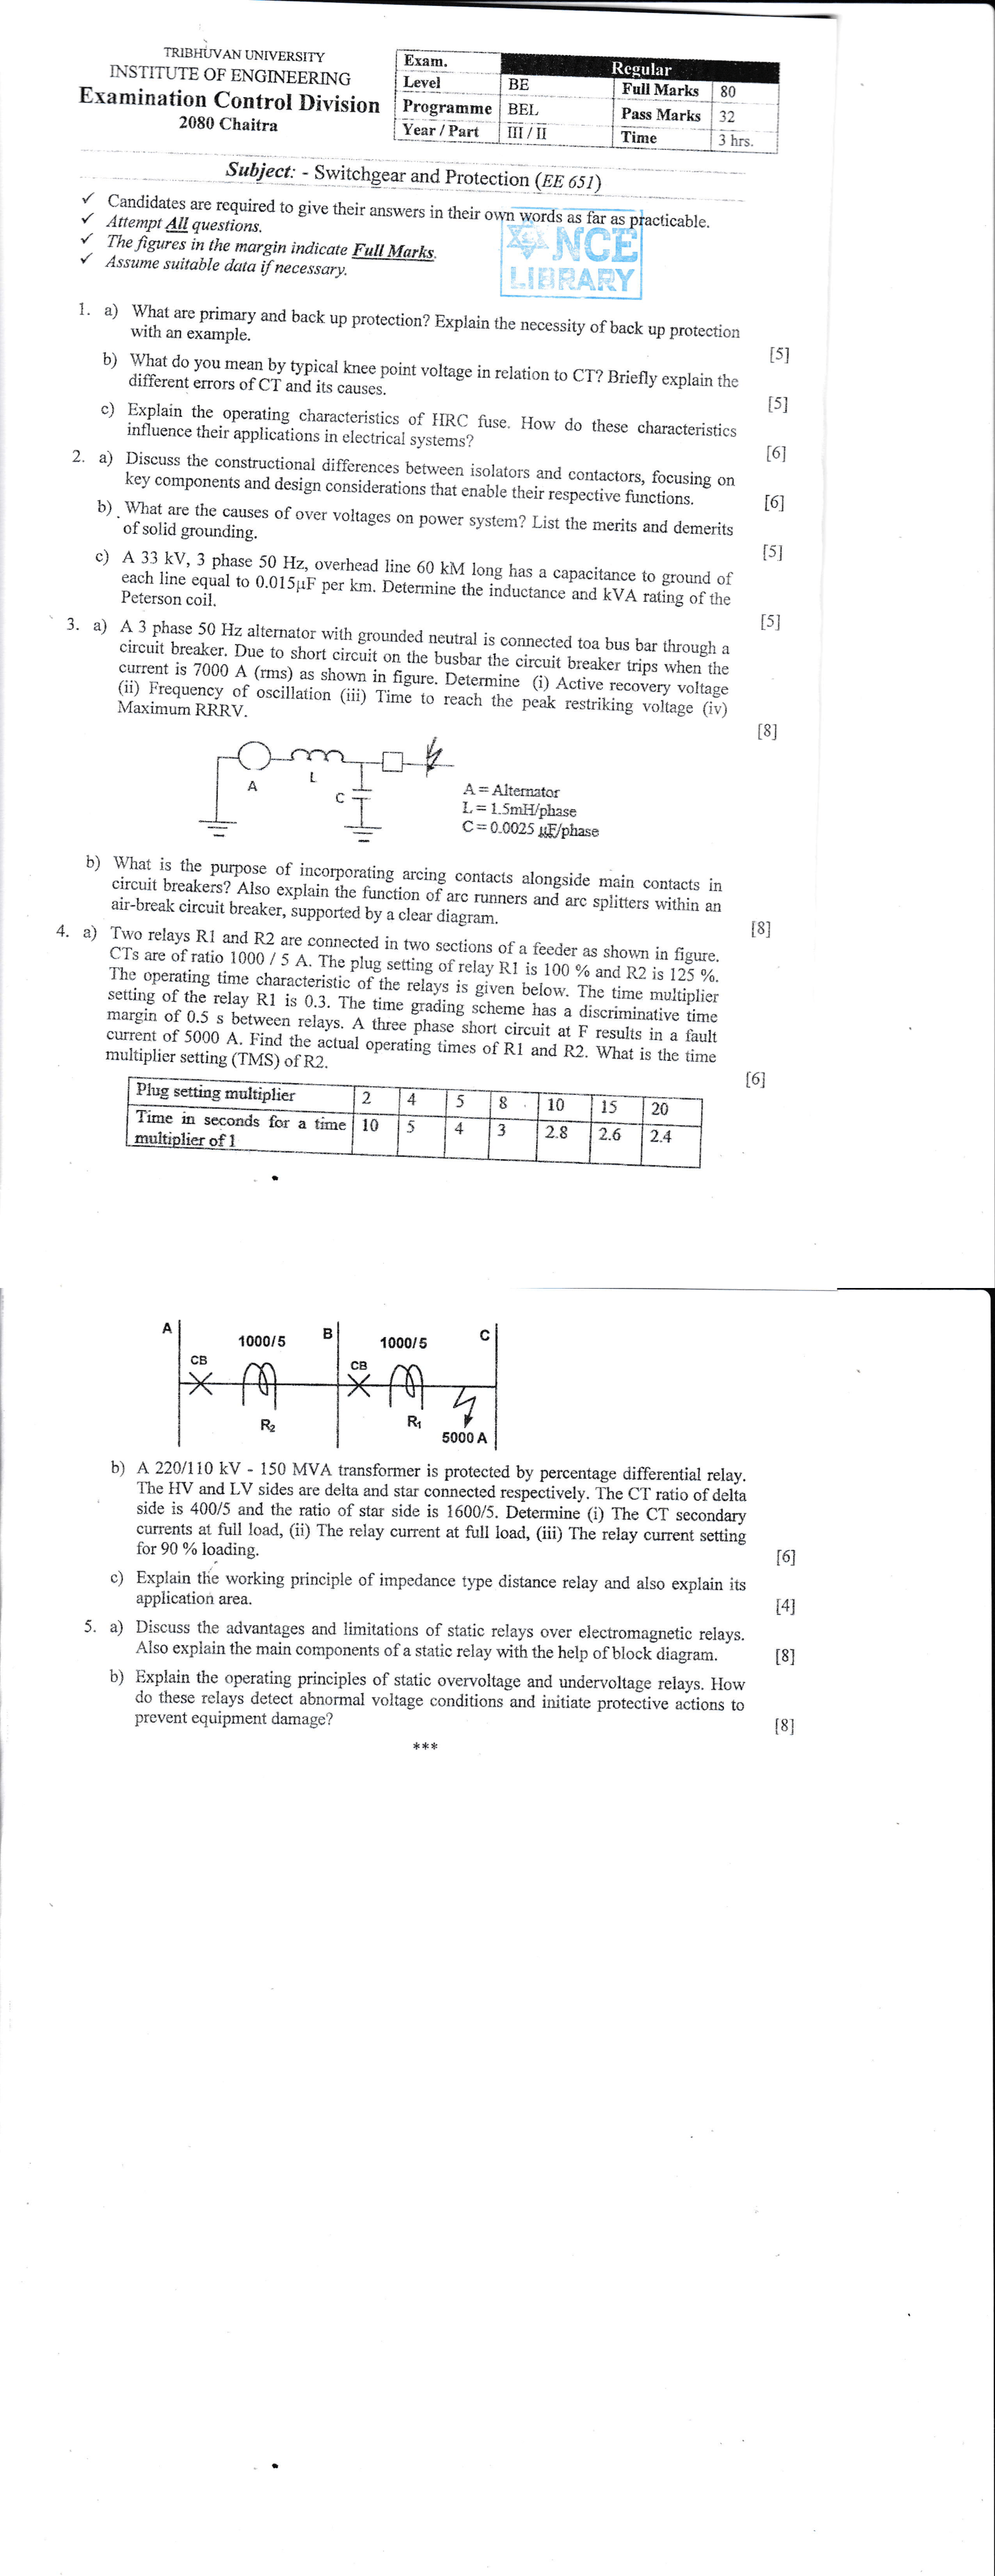 TRIBHUVAN UNIVERSITY
INSTITUTE OF ENGINEERING
Examination Control Division
2080 Chaitra
Exam. Regular
Level BE Full Marks 80
Programme BEL Pass Marks 32
Year / Part III / II Time 3 hrs.
Subject: - Switchgear and Protection (EE 651)
✓ Candidates are required to give their answers in their own words as far as practicable.
✓ Attempt All questions.
✓ The figures in the margin indicate Full Marks.
✓ Assume suitable data if necessary.
NCE
LIBRARY
1. a) What are primary and back up protection? Explain the necessity of back up protection
with an example. [5]
b) What do you mean by typical knee point voltage in relation to CT? Briefly explain the
different errors of CT and its causes. [5]
c) Explain the operating characteristics of HRC fuse. How do these characteristics
influence their applications in electrical systems? [6]
2. a) Discuss the constructional differences between isolators and contactors, focusing on
key components and design considerations that enable their respective functions. [6]
b) What are the causes of over voltages on power system? List the merits and demerits
of solid grounding. [5]
c) A 33 kV, 3 phase 50 Hz, overhead line 60 kM long has a capacitance to ground of
each line equal to 0.015µF per km. Determine the inductance and kVA rating of the
Peterson coil. [5]
3. a) A 3 phase 50 Hz alternator with grounded neutral is connected toa bus bar through a
circuit breaker. Due to short circuit on the busbar the circuit breaker trips when the
current is 7000 A (rms) as shown in figure. Determine (i) Active recovery voltage
(ii) Frequency of oscillation (iii) Time to reach the peak restriking voltage (iv)
Maximum RRRV. [8]
A
L
C
A = Alternator
L = 1.5mH/phase
C = 0.0025 µF/phase
b) What is the purpose of incorporating arcing contacts alongside main contacts in
circuit breakers? Also explain the function of arc runners and arc splitters within an
air-break circuit breaker, supported by a clear diagram. [8]
4. a) Two relays R1 and R2 are connected in two sections of a feeder as shown in figure.
CTs are of ratio 1000 / 5 A. The plug setting of relay R1 is 100 % and R2 is 125 %.
The operating time characteristic of the relays is given below. The time multiplier
setting of the relay R1 is 0.3. The time grading scheme has a discriminative time
margin of 0.5 s between relays. A three phase short circuit at F results in a fault
current of 5000 A. Find the actual operating times of R1 and R2. What is the time
multiplier setting (TMS) of R2. [6]
Plug setting multiplier 2 4 5 8 10 15 20
Time in seconds for a time 10 5 4 3 2.8 2.6 2.4
multiplier of 1
A B C
1000/5 1000/5
CB CB
R₂ R₁
5000 A
b) A 220/110 kV - 150 MVA transformer is protected by percentage differential relay.
The HV and LV sides are delta and star connected respectively. The CT ratio of delta
side is 400/5 and the ratio of star side is 1600/5. Determine (i) The CT secondary
currents at full load, (ii) The relay current at full load, (iii) The relay current setting
for 90 % loading. [6]
c) Explain the working principle of impedance type distance relay and also explain its
application area. [4]
5. a) Discuss the advantages and limitations of static relays over electromagnetic relays.
Also explain the main components of a static relay with the help of block diagram. [8]
b) Explain the operating principles of static overvoltage and undervoltage relays. How
do these relays detect abnormal voltage conditions and initiate protective actions to
prevent equipment damage? [8]
***